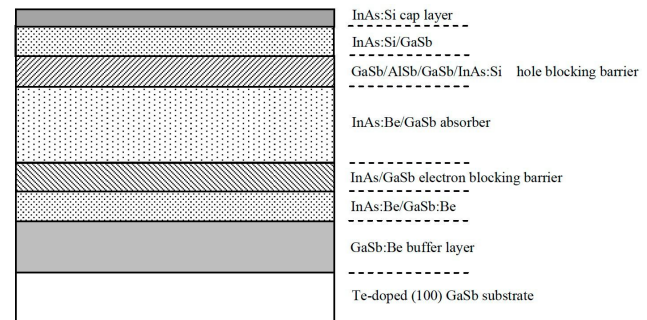 InAs:Si cap layer
InAs:Si/GaSb
GaSb/AlSb/GaSb/InAs:Si hole blocking barrier
InAs:Be/GaSb absorber
InAs/GaSb electron blocking barrier
InAs:Be/GaSb:Be
GaSb:Be buffer layer
Te-doped (100) GaSb substrate